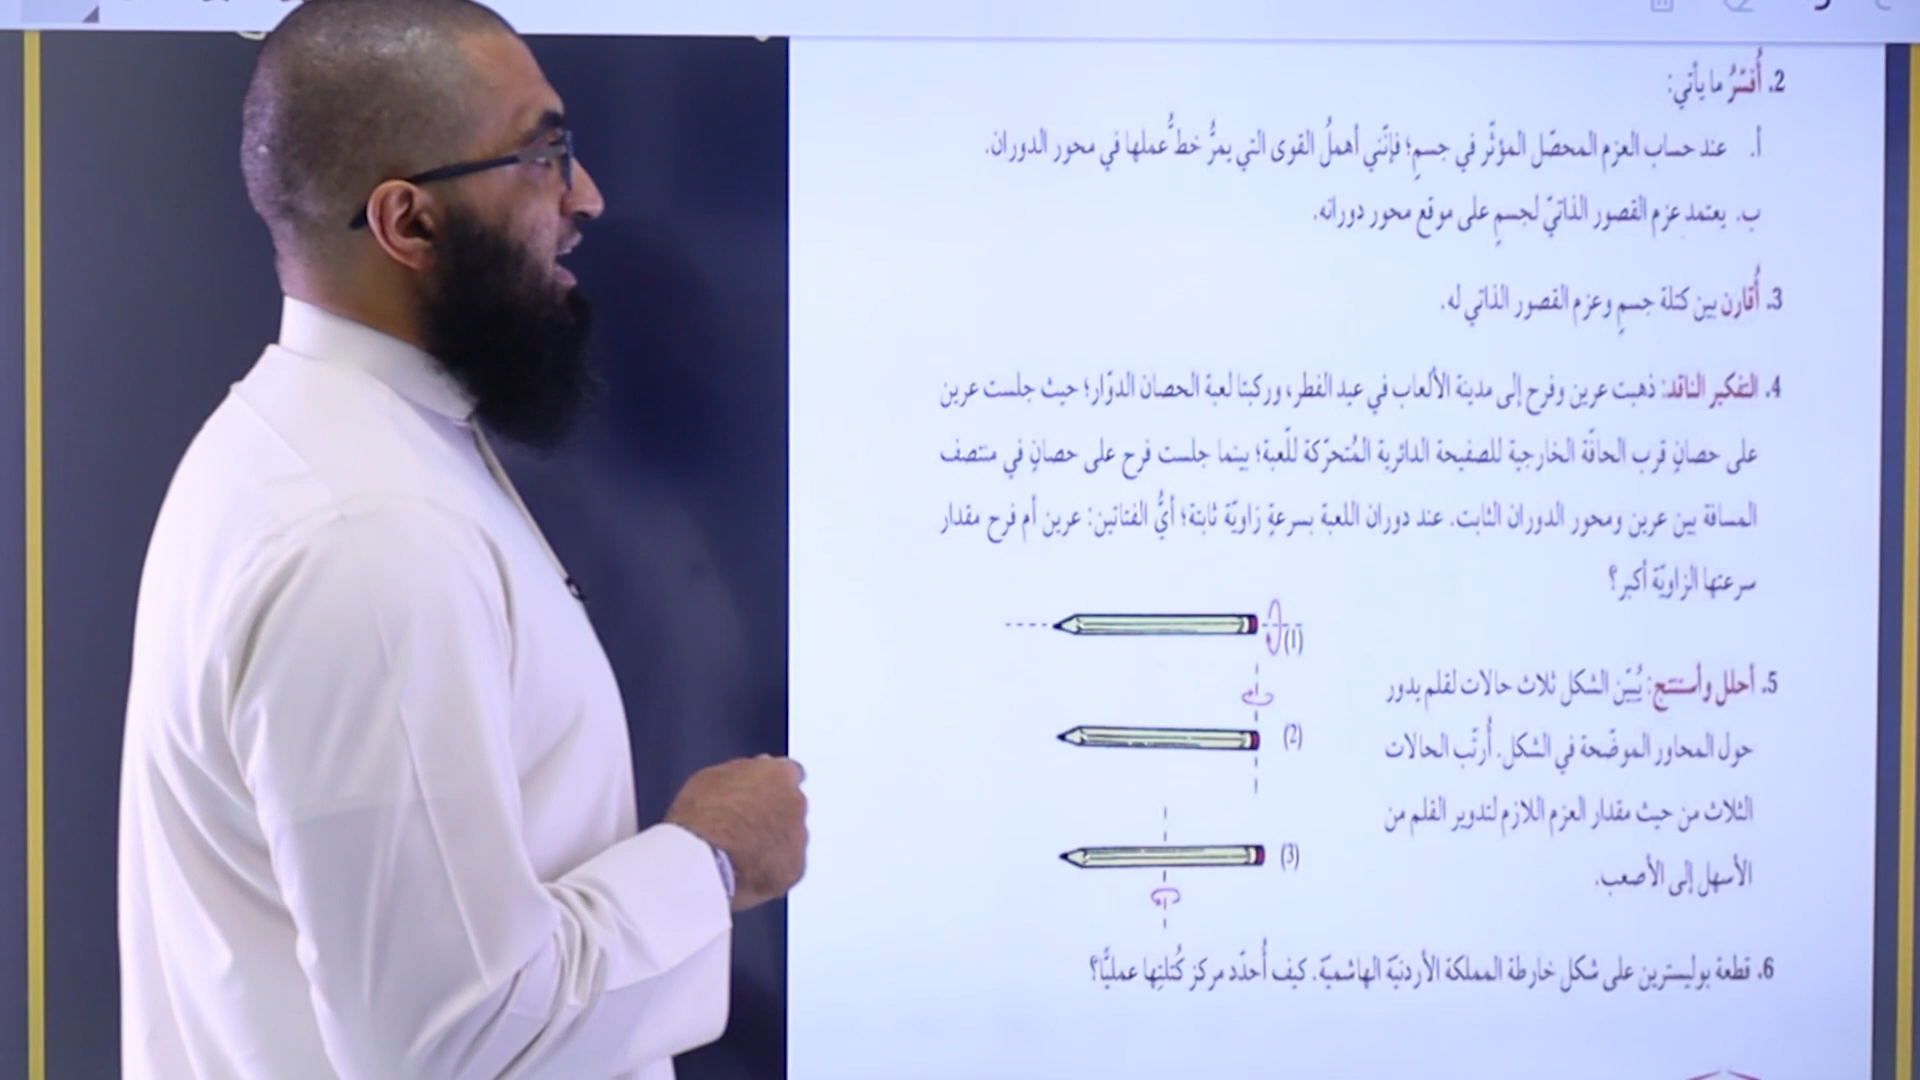 2. أُفسّرُ ما يأتي:
أ. عند حساب العزم المحصّل المؤثّر في جسمٍ؛ فإنّني أهملُ القوى التي يمرُّ خطُّ عملها في محور الدوران.
ب. يعتمد عزم القصور الذاتيّ لجسمٍ على موقع محور دورانه.
3. أُقارن بين كتلة جسمٍ وعزم القصور الذاتي له.
4. التفكير الناقد: ذهبت عرين وفرح إلى مدينة الألعاب في عيد الفطر، وركبتا لعبة الحصان الدوّار؛ حيث جلست عرين
على حصانٍ قرب الحافّة الخارجية للصفيحة الدائرية المُتحرّكة للّعبة؛ بينما جلست فرح على حصانٍ في منتصف
المسافة بين عرين ومحور الدوران الثابت. عند دوران اللعبة بسرعةٍ زاويّة ثابتة؛ أيُّ الفتاتين: عرين أم فرح مقدار
سرعتها الزاويّة أكبر؟
(1)
5. أحلل وأستنتج: يُبيّن الشكل ثلاث حالات لقلم يدور
(2)
حول المحاور الموضّحة في الشكل. أُرتّب الحالات
الثلاث من حيث مقدار العزم اللازم لتدوير القلم من
(3)
الأسهل إلى الأصعب.
6. قطعة بوليسترين على شكل خارطة المملكة الأردنيّة الهاشميّة. كيف أُحدّد مركز كُتلتِها عمليًّا؟